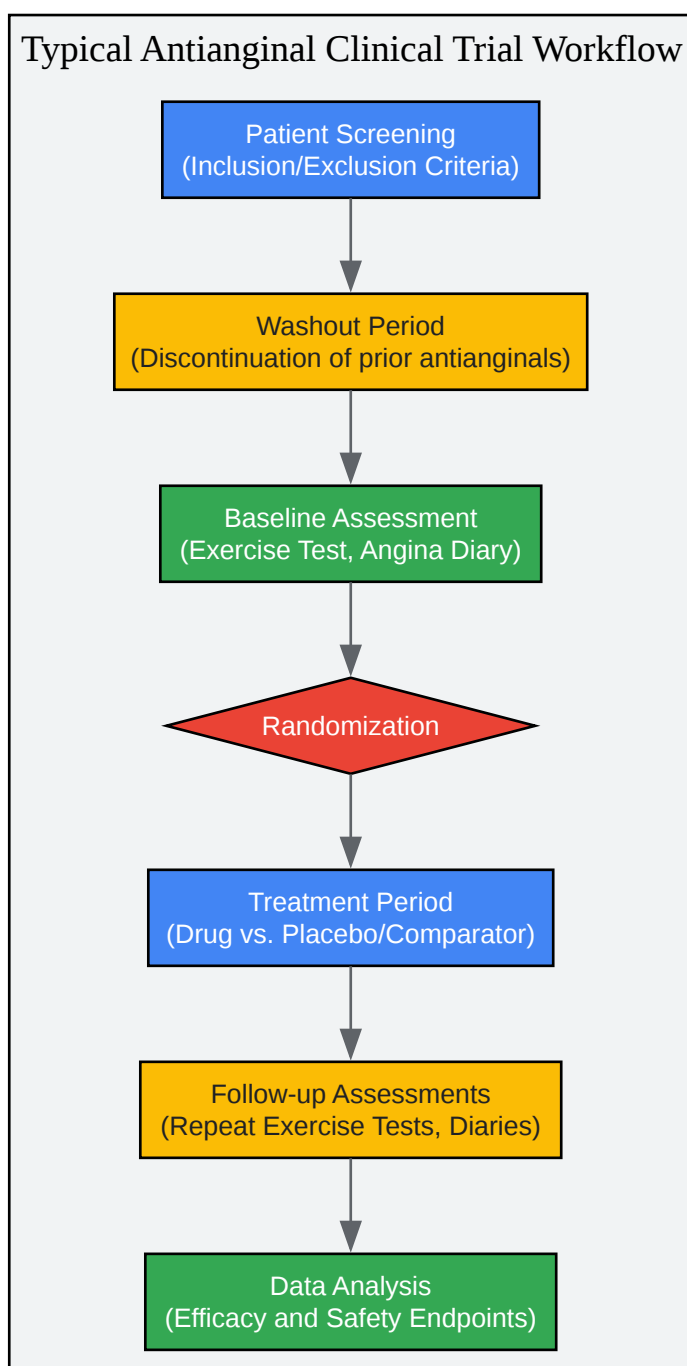 Typical Antianginal Clinical Trial Workflow
Patient Screening
(Inclusion/Exclusion Criteria)
Washout Period
(Discontinuation of prior antianginals)
Baseline Assessment
(Exercise Test, Angina Diary)
Randomization
Treatment Period
(Drug vs. Placebo/Comparator)
Follow-up Assessments
(Repeat Exercise Tests, Diaries)
Data Analysis
(Efficacy and Safety Endpoints)